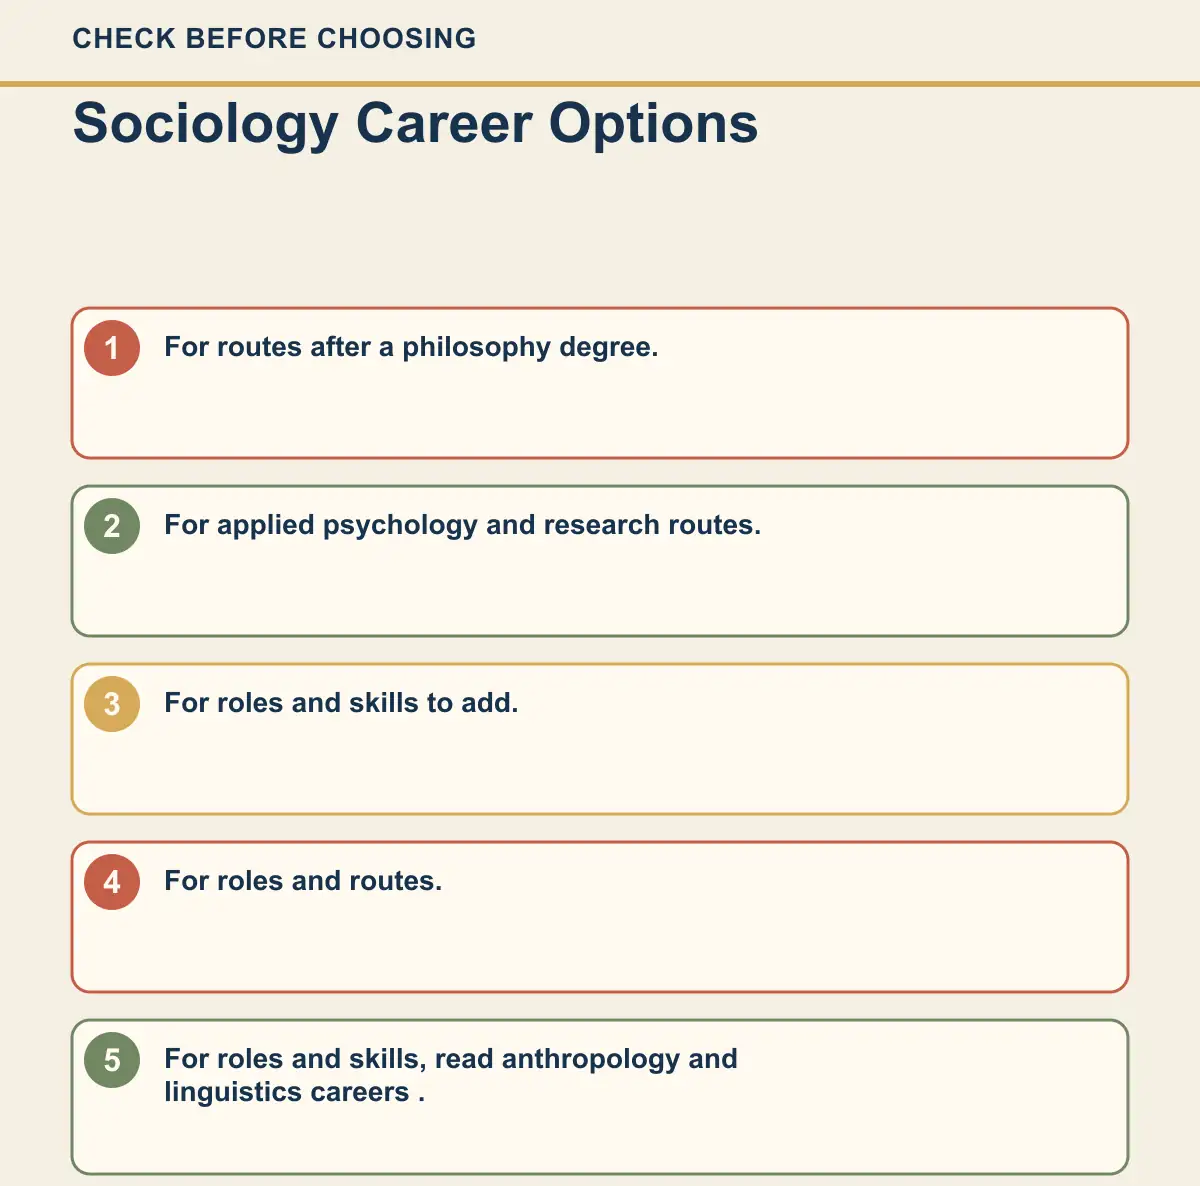 CHECK BEFORE CHOOSING
Sociology Career Options
1
For routes after a philosophy degree.
2
For applied psychology and research routes.
3
For roles and skills to add.
4
For roles and routes.
5
For roles and skills, read anthropology and
linguistics careers .